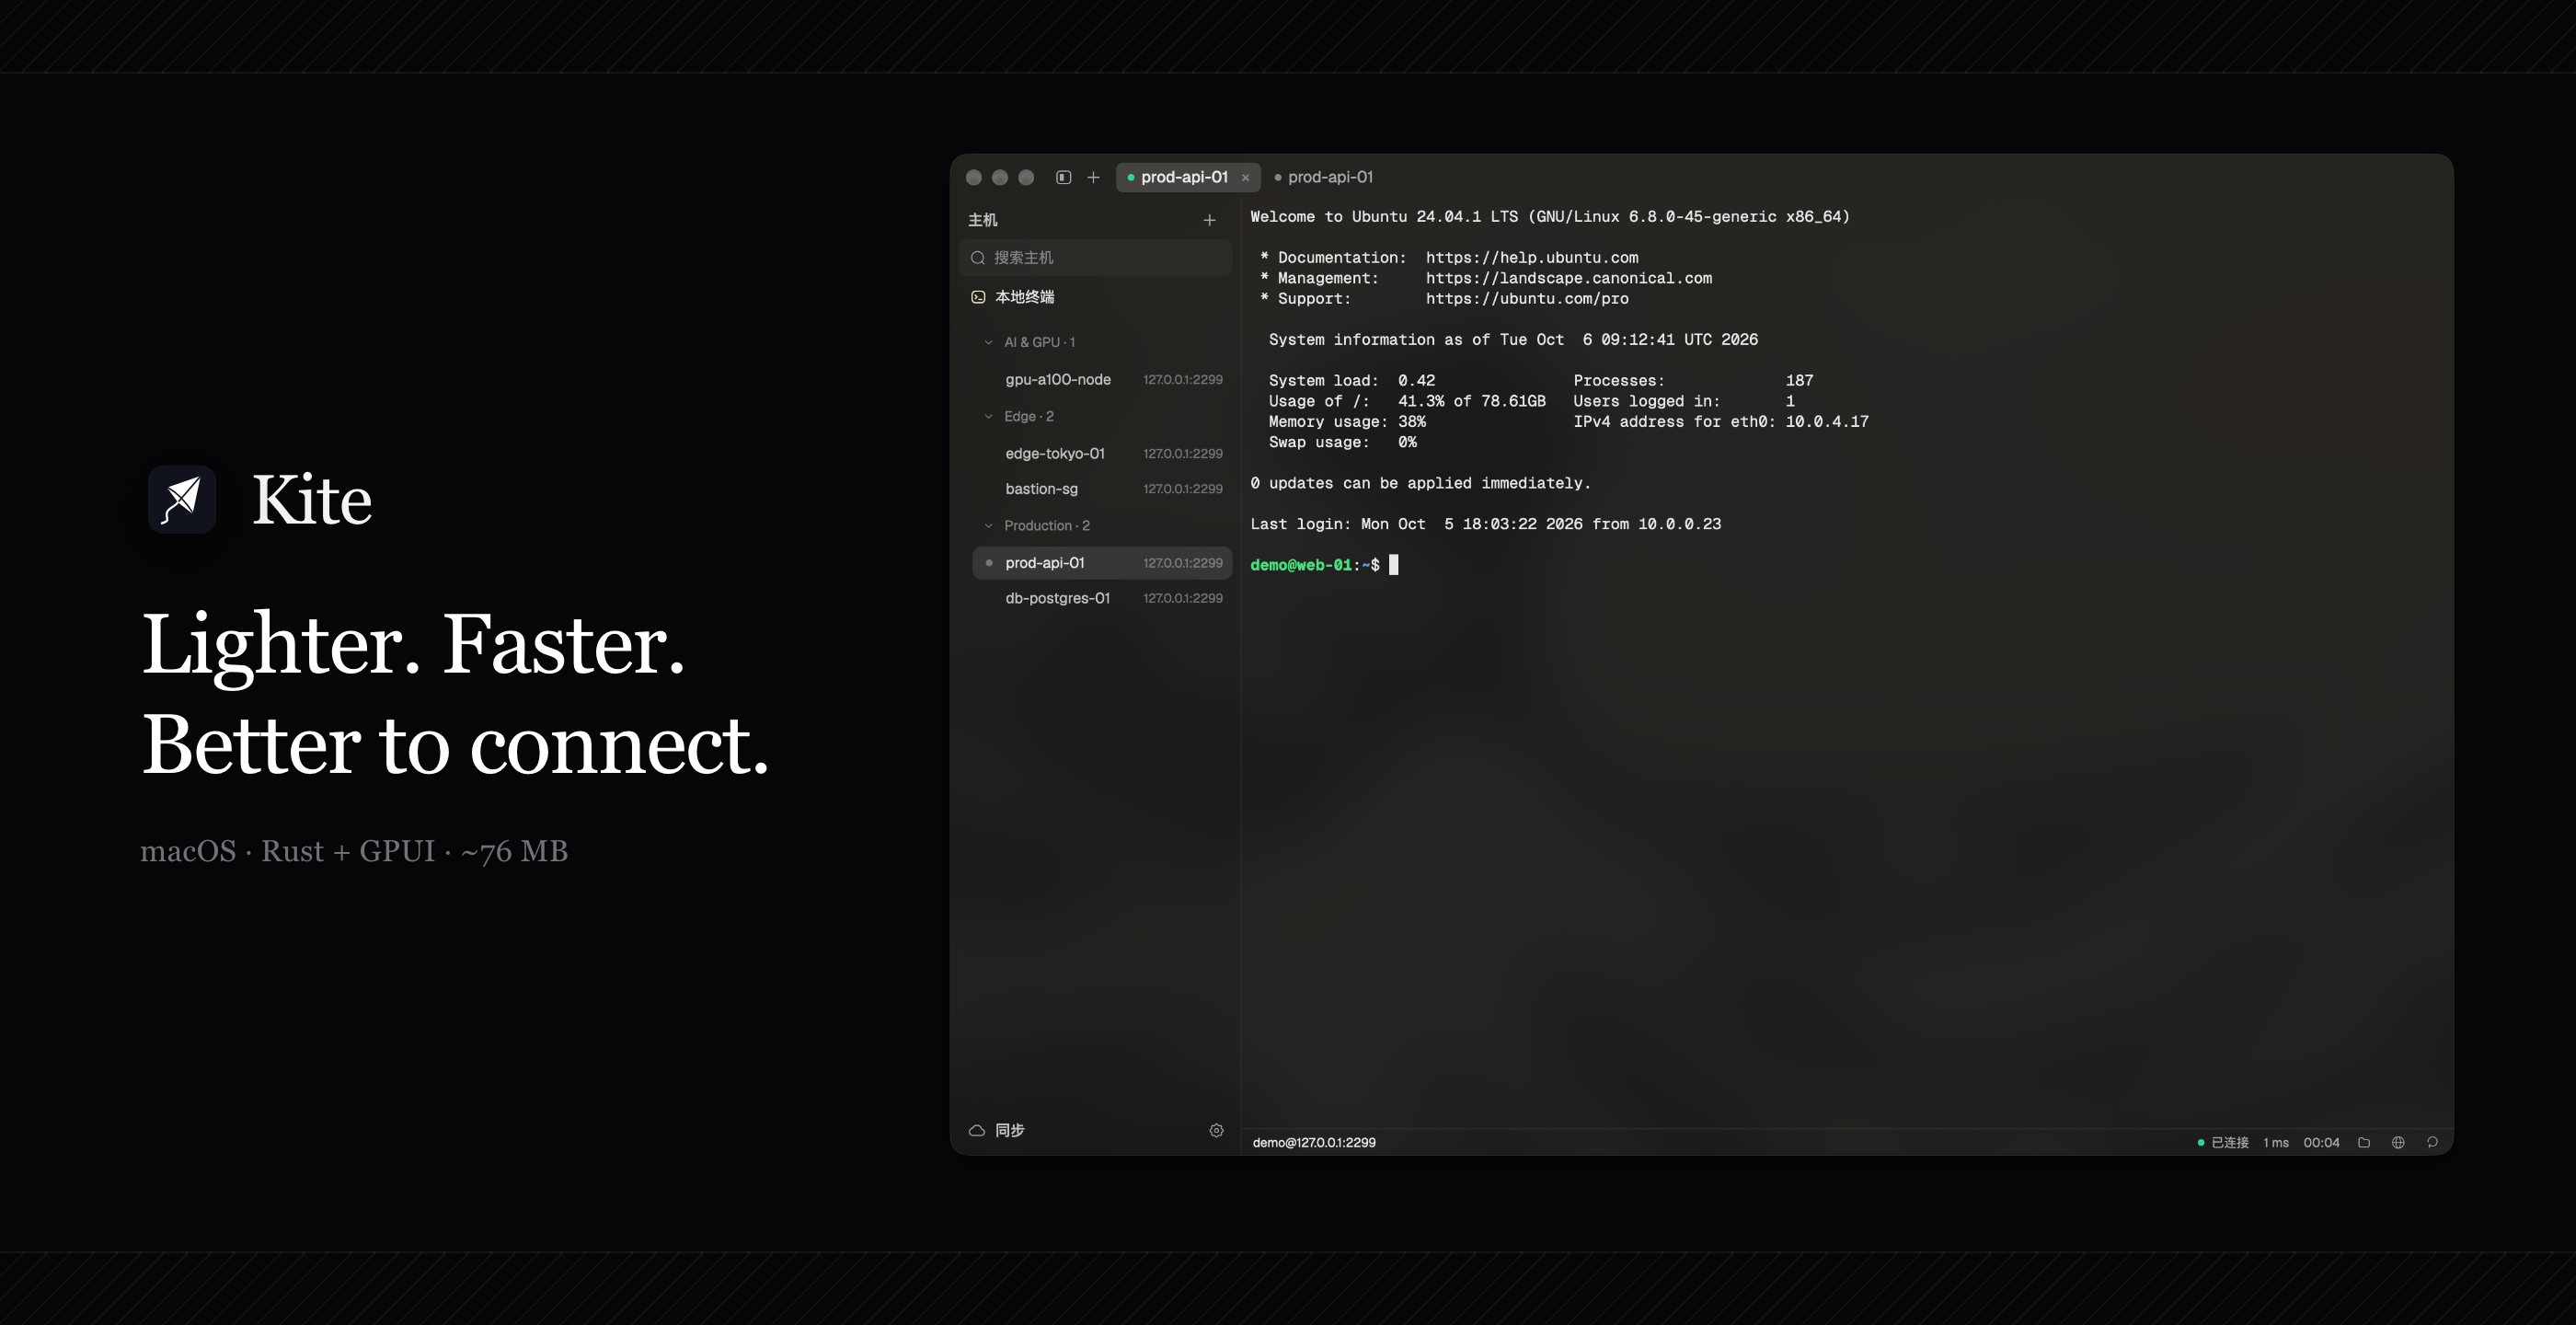 Kite
Lighter. Faster.
Better to connect.
macOS · Rust + GPUI · ~76 MB
prod-api-01 ×
prod-api-01
主机
搜索主机
本地终端
AI & GPU · 1
gpu-a100-node 127.0.0.1:2299
Edge · 2
edge-tokyo-01 127.0.0.1:2299
bastion-sg 127.0.0.1:2299
Production · 2
prod-api-01 127.0.0.1:2299
db-postgres-01 127.0.0.1:2299
同步
Welcome to Ubuntu 24.04.1 LTS (GNU/Linux 6.8.0-45-generic x86_64)
* Documentation:  https://help.ubuntu.com
* Management:     https://landscape.canonical.com
* Support:        https://ubuntu.com/pro
System information as of Tue Oct  6 09:12:41 UTC 2026
System load:  0.42               Processes:             187
Usage of /:   41.3% of 78.61GB   Users logged in:       1
Memory usage: 38%                IPv4 address for eth0: 10.0.4.17
Swap usage:   0%
0 updates can be applied immediately.
Last login: Mon Oct  5 18:03:22 2026 from 10.0.0.23
demo@web-01:~$
demo@127.0.0.1:2299
已连接 1 ms 00:04